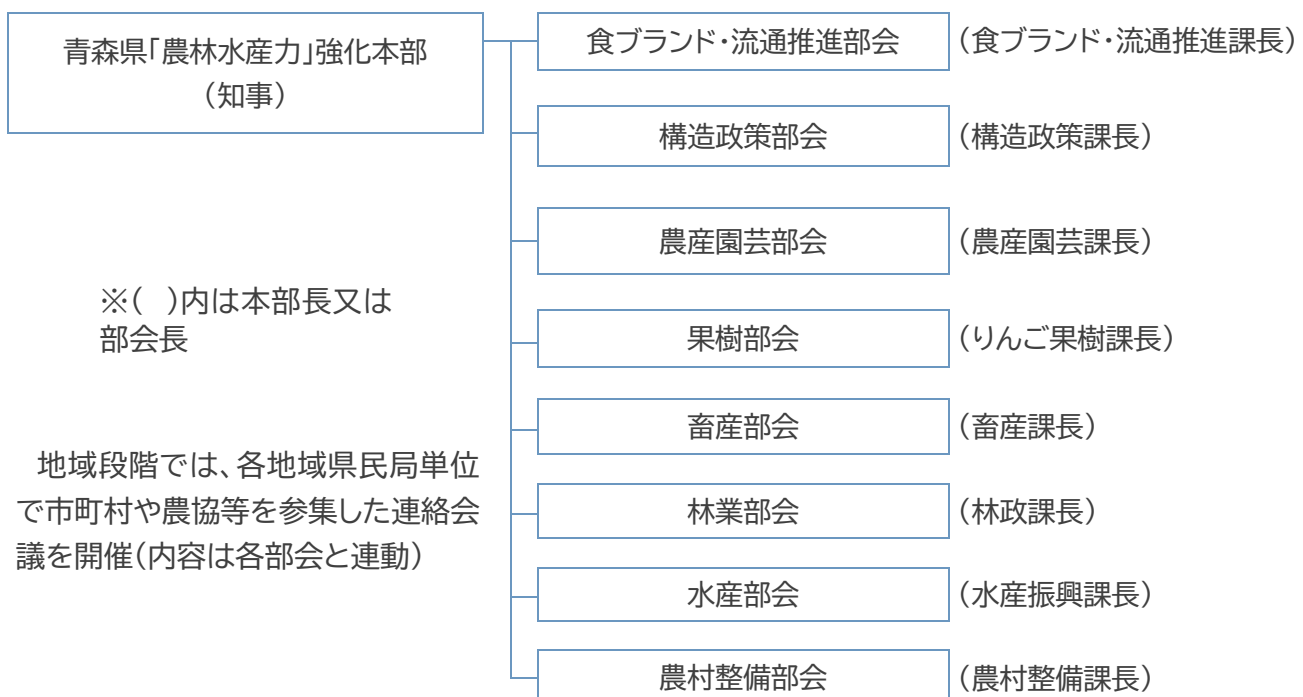 青森県「農林水産力」強化本部
（知事）
食ブランド・流通推進部会
（食ブランド・流通推進課長）
構造政策部会
（構造政策課長）
農産園芸部会
（農産園芸課長）
※（　）内は本部長又は
部会長
果樹部会
（りんご果樹課長）
畜産部会
（畜産課長）
地域段階では、各地域県民局単位
で市町村や農協等を参集した連絡会
議を開催（内容は各部会と連動）
林業部会
（林政課長）
水産部会
（水産振興課長）
農村整備部会
（農村整備課長）